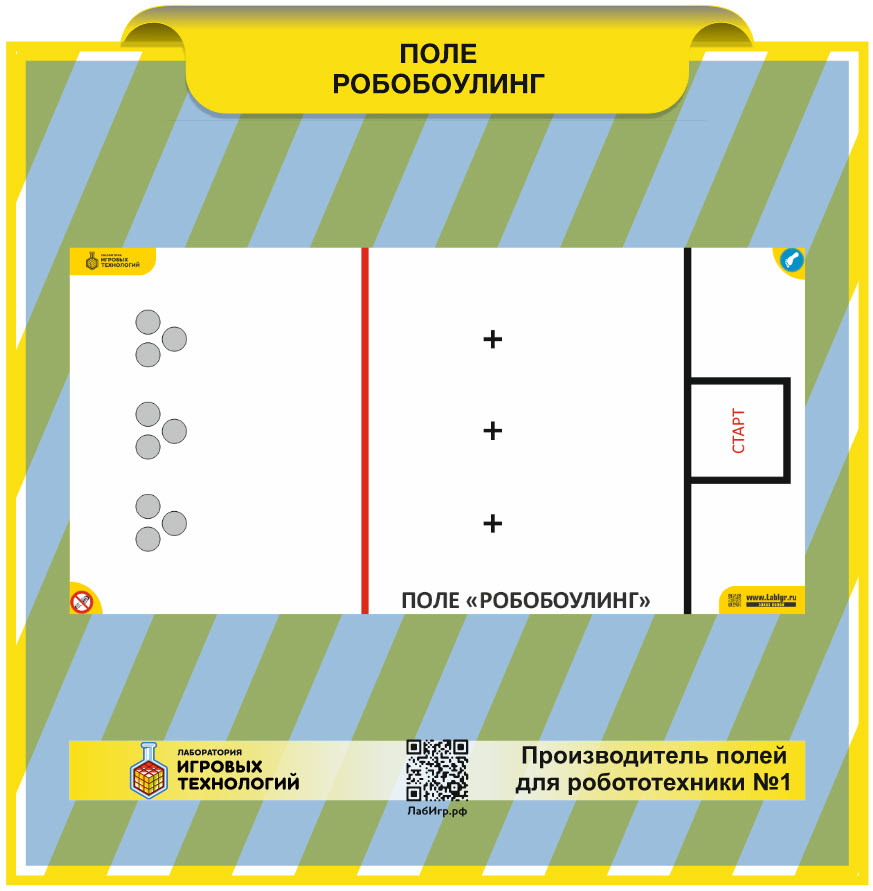 ПОЛЕ
РОБОБОУЛИНГ
ЛАБОРАТОРИЯ
ИГРОВЫХ
ТЕХНОЛОГИЙ
СТАРТ
ПОЛЕ «РОБОБОУЛИНГ»
www.LabIgr.ru
ЛАБОРАТОРИЯ
ИГРОВЫХ
ТЕХНОЛОГИЙ
ЛабИгр.рф
Производитель полей
для робототехники №1